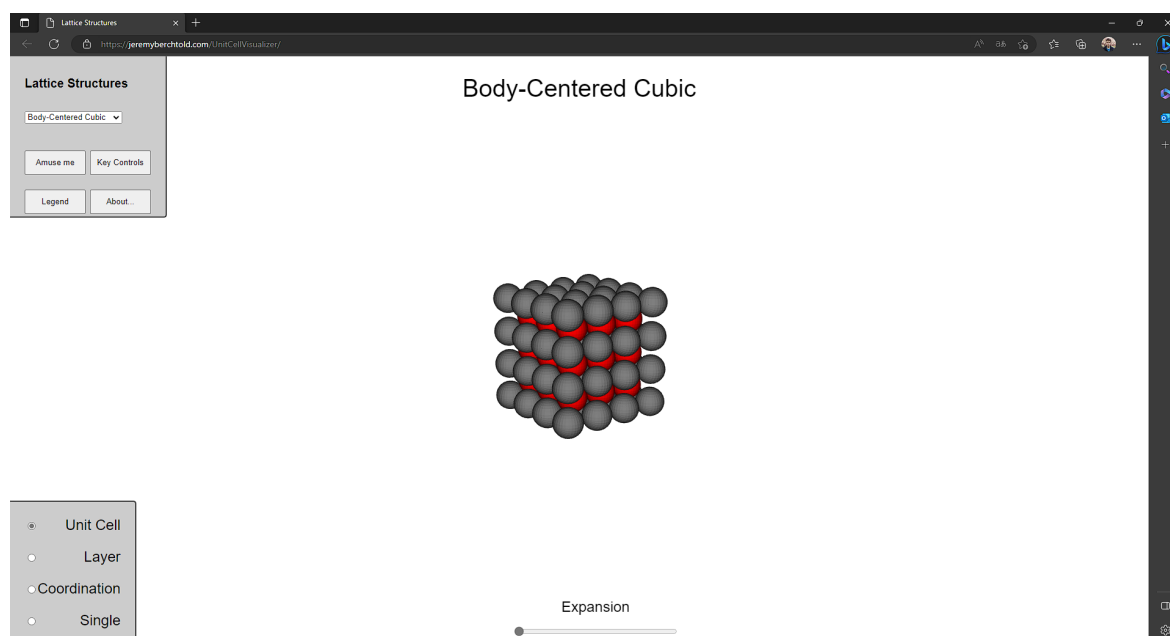 Lattice Structures
https://jeremyberchtold.com/UnitCellVisualizer/
Lattice Structures
Body-Centered Cubic
Amuse me
Key Controls
Legend
About...
Body-Centered Cubic
Unit Cell
Layer
Coordination
Single
Expansion